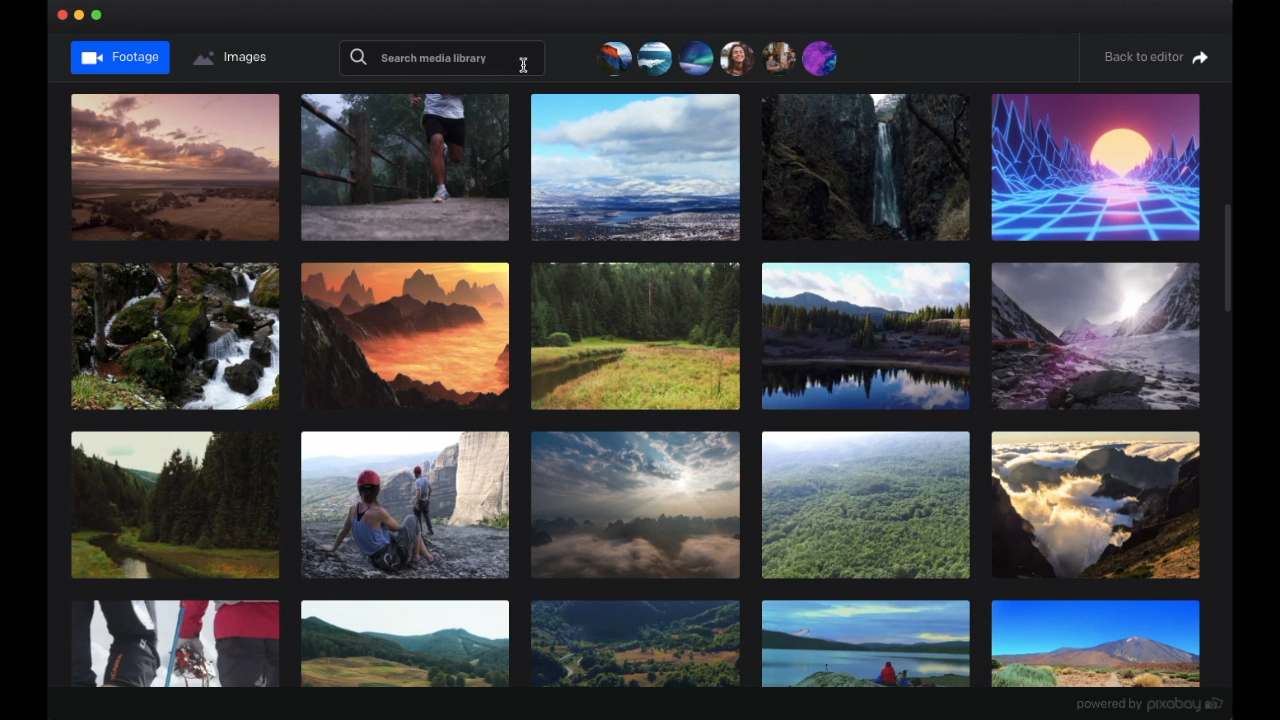 Footage
Images
Search media library
Back to editor
powered by pixabay